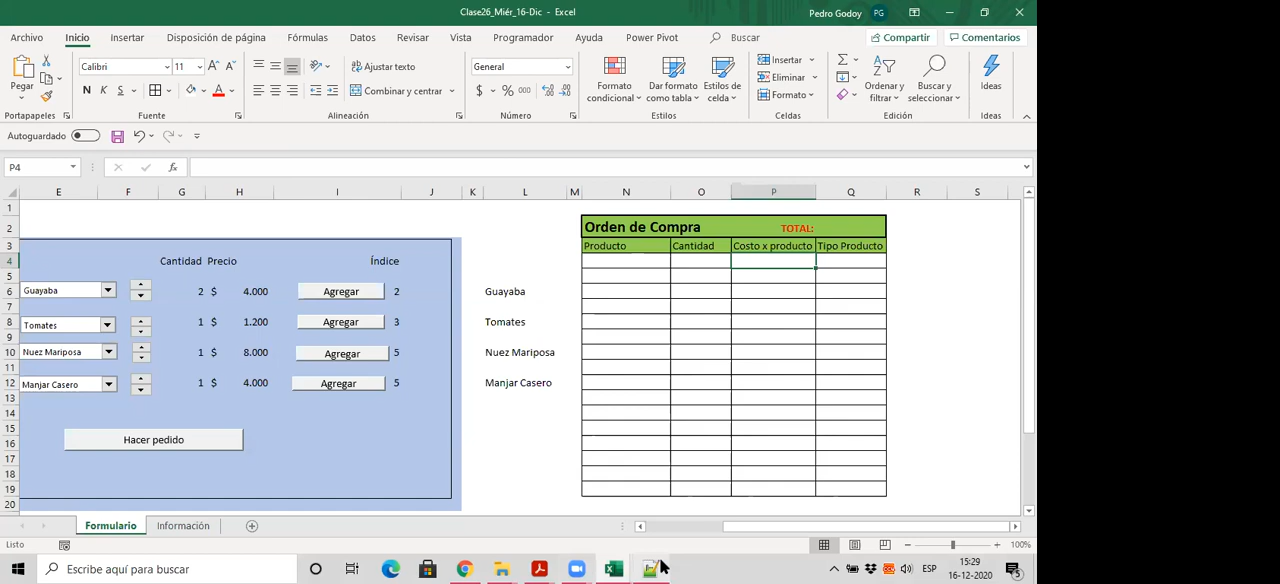 Clase26_Miér_16-Dic - Excel
Pedro Godoy PG
Archivo Inicio Insertar Disposición de página Fórmulas Datos Revisar Vista Programador Ayuda Power Pivot Buscar Compartir Comentarios
Pegar
Portapapeles
Calibri 11
N K S
Fuente
Ajustar texto
Combinar y centrar
Alineación
General
$ % 000
Número
Formato condicional
Dar formato como tabla
Estilos de celda
Estilos
Insertar
Eliminar
Formato
Celdas
Ordenar y filtrar
Buscar y seleccionar
Edición
Ideas
Ideas
Autoguardado
P4 fx
E F G H I J K L M N O P Q R S
1
2 Orden de Compra TOTAL:
3 Producto Cantidad Costo x producto Tipo Producto
4 Cantidad Precio Índice
5
6 Guayaba 2 $ 4.000 Agregar 2 Guayaba
7
8 Tomates 1 $ 1.200 Agregar 3 Tomates
9
10 Nuez Mariposa 1 $ 8.000 Agregar 5 Nuez Mariposa
11
12 Manjar Casero 1 $ 4.000 Agregar 5 Manjar Casero
13
14
15
16 Hacer pedido
17
18
19
20
Formulario Información
Listo 100%
Escribe aquí para buscar
ESP
15:29
16-12-2020
5